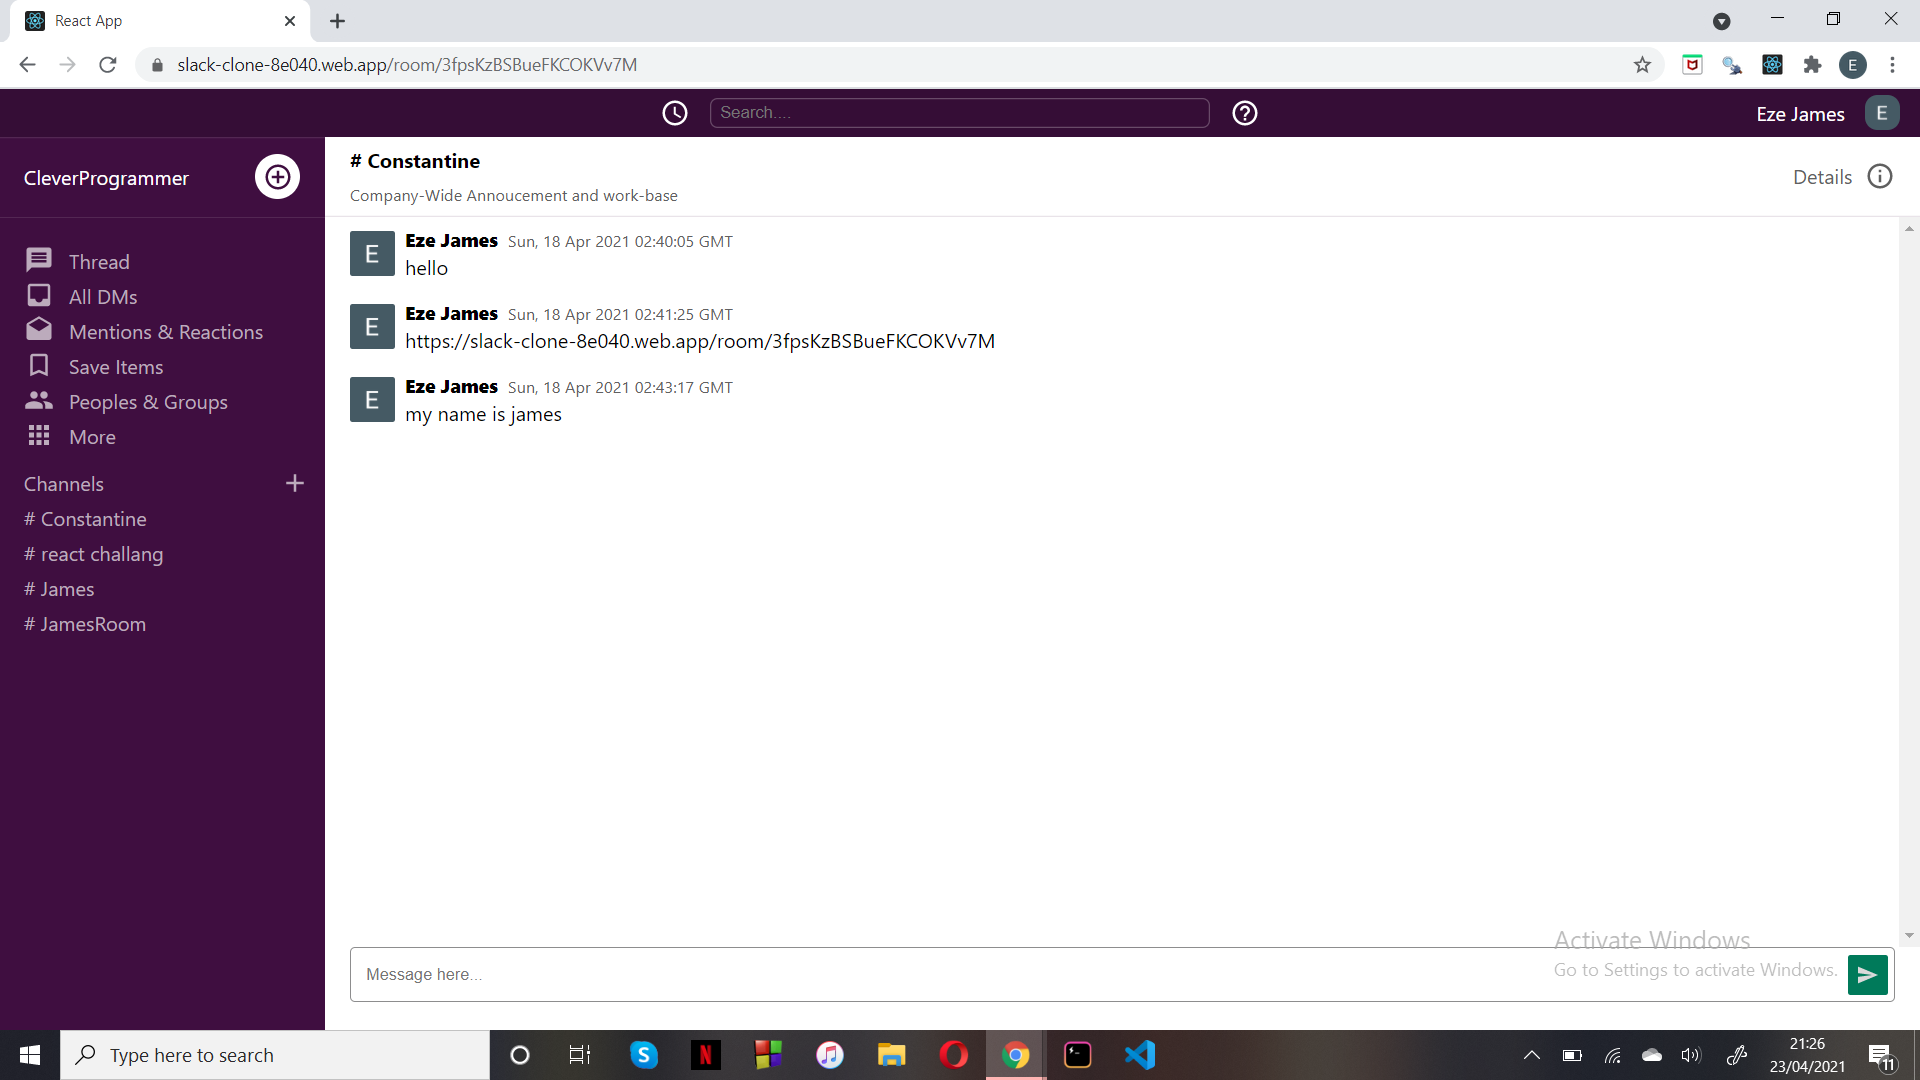 React App
slack-clone-8e040.web.app/room/3fpsKzBSBueFKCOKVv7M
E
Search....
Eze James
E
CleverProgrammer
# Constantine
Company-Wide Annoucement and work-base
Details
Thread
All DMs
Mentions & Reactions
Save Items
Peoples & Groups
More
Channels
# Constantine
# react challang
# James
# JamesRoom
E
Eze James Sun, 18 Apr 2021 02:40:05 GMT
hello
E
Eze James Sun, 18 Apr 2021 02:41:25 GMT
https://slack-clone-8e040.web.app/room/3fpsKzBSBueFKCOKVv7M
E
Eze James Sun, 18 Apr 2021 02:43:17 GMT
my name is james
Message here...
Activate Windows
Go to Settings to activate Windows.
Type here to search
21:26
23/04/2021
11